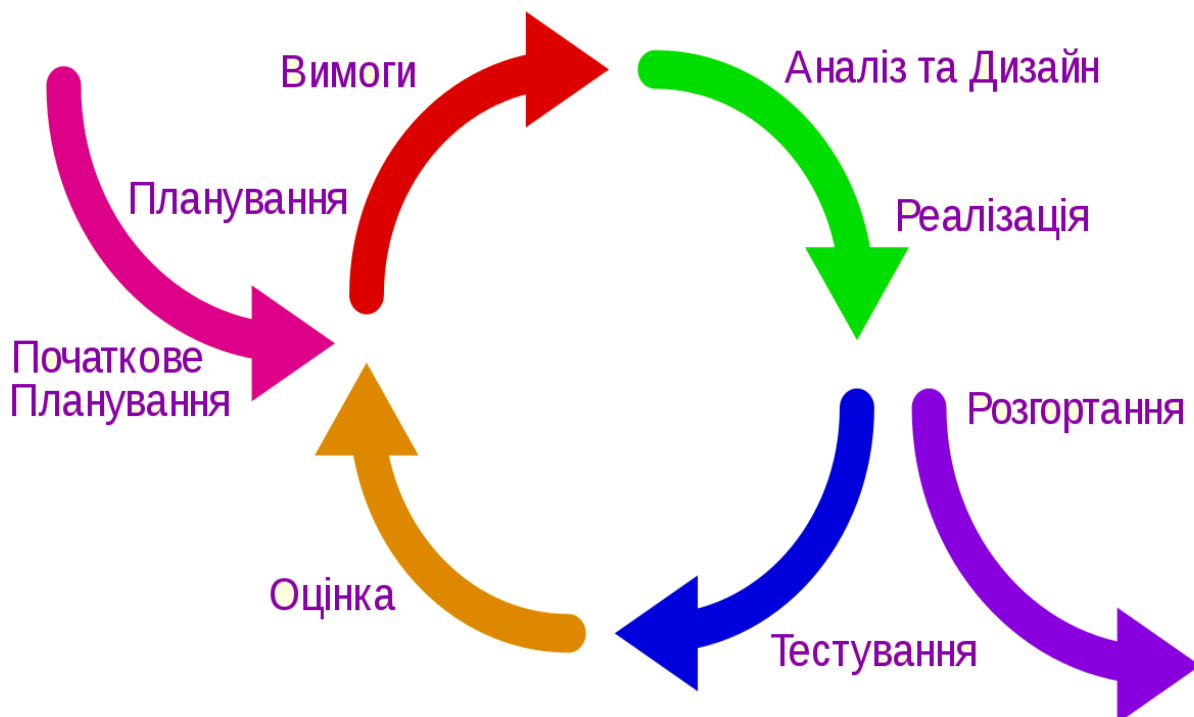 Вимоги
Аналіз та Дизайн
Планування
Реалізація
Початкове
Планування
Розгортання
Оцінка
Тестування